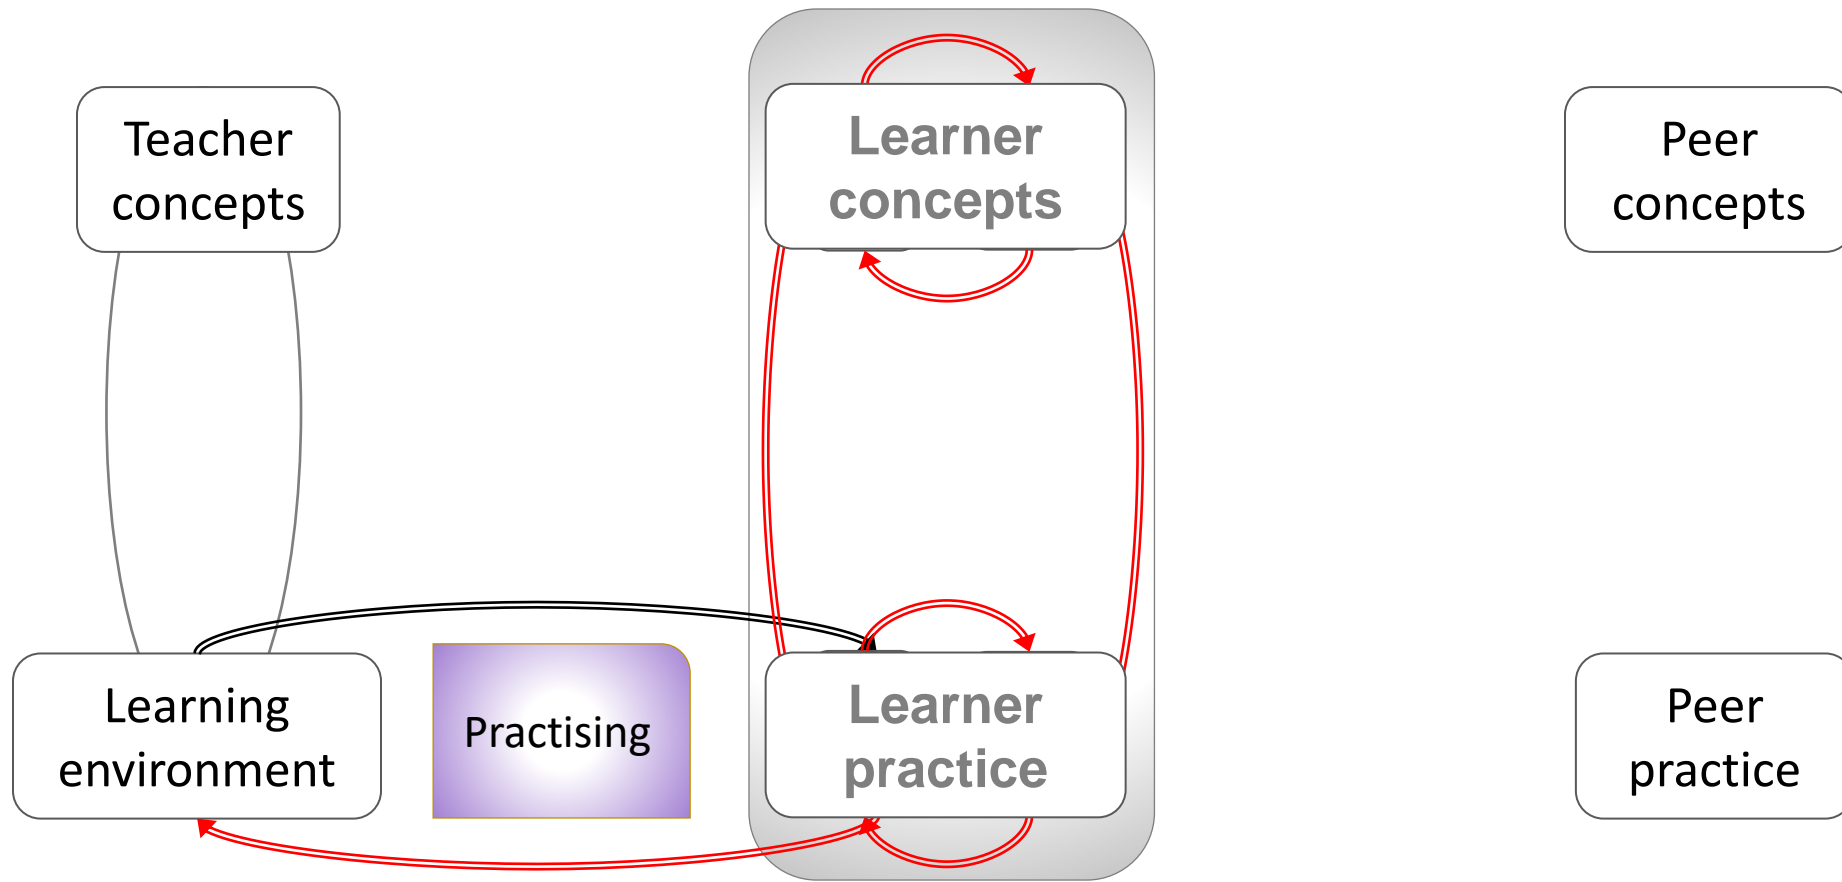 Teacher
concepts
Learner
concepts
Peer
concepts
Learning
environment
Practising
Learner
practice
Peer
practice